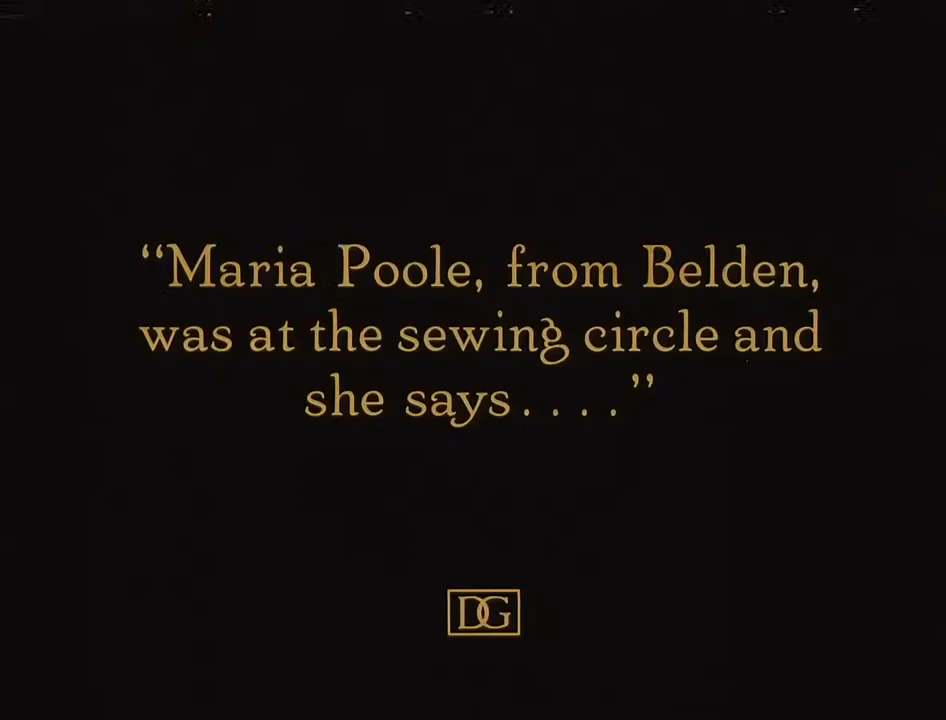 “Maria Poole, from Belden,
was at the sewing circle and
she says . . . . ”
DG